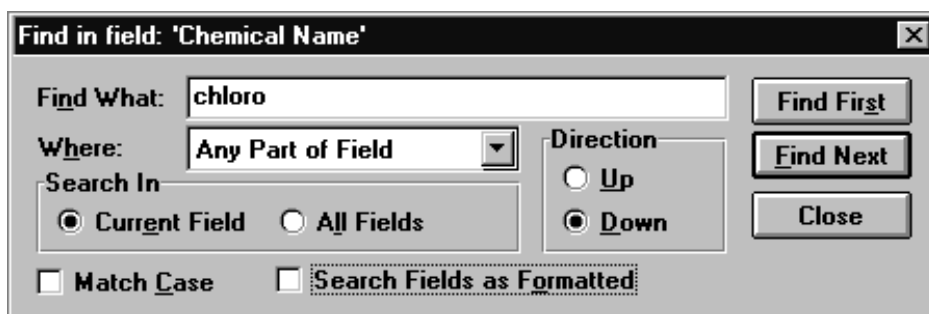 Find in field: 'Chemical Name'
Find What: chloro
Find First
Where: Any Part of Field
Direction
Find Next
Up
Search In
Current Field All Fields
Down
Close
Match Case Search Fields as Formatted